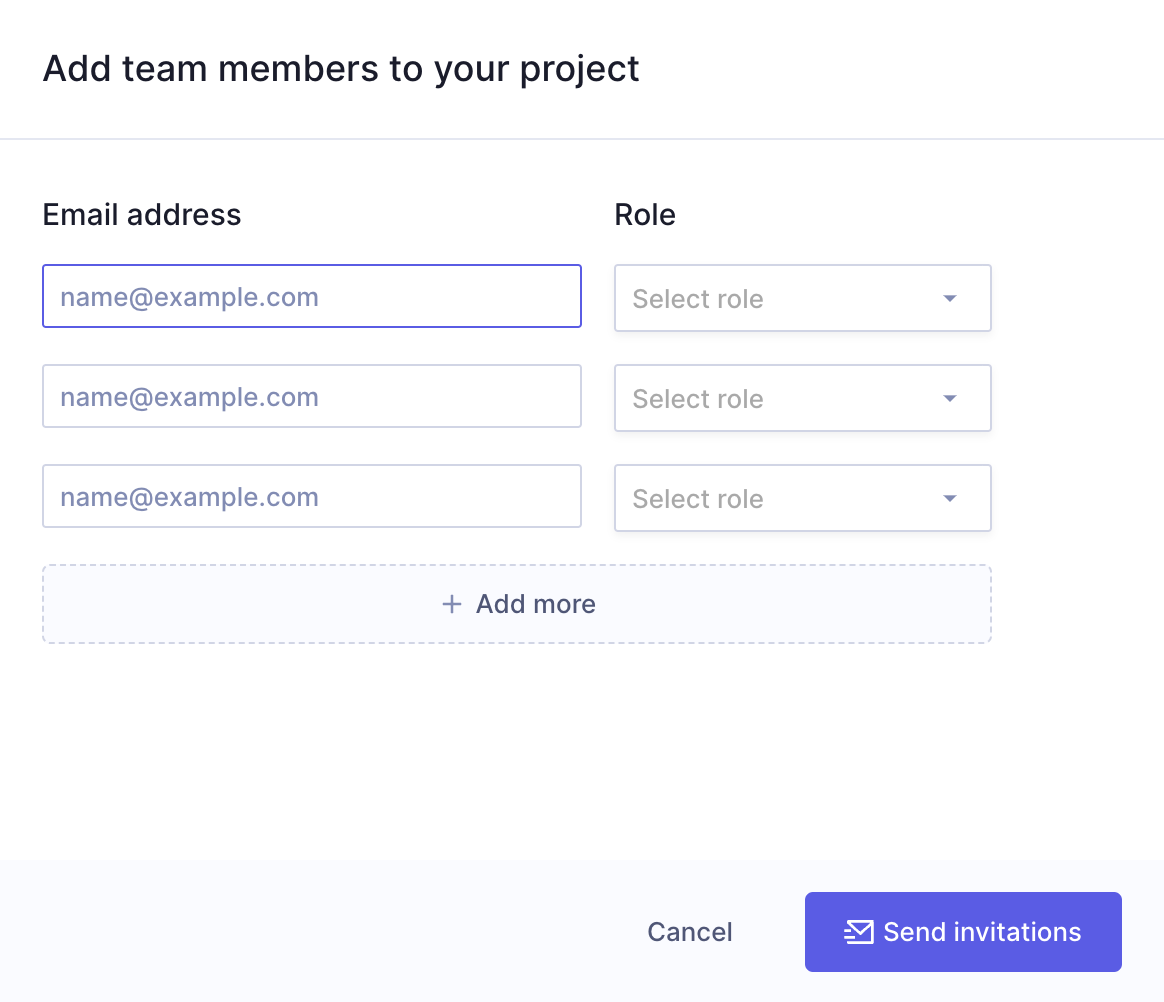 Add team members to your project
Email address Role
name@example.com Select role
name@example.com Select role
name@example.com Select role
+ Add more
Cancel Send invitations